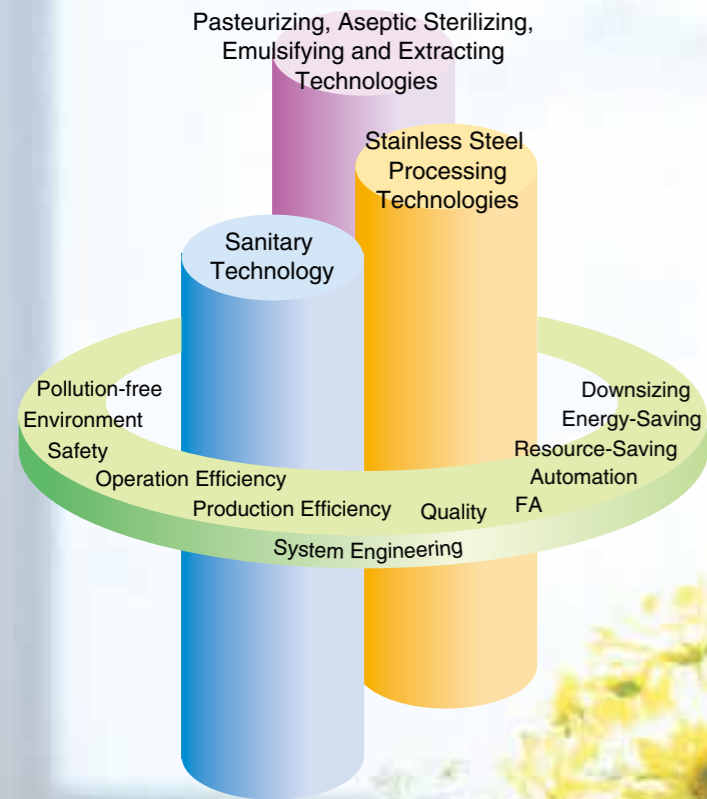 Pasteurizing, Aseptic Sterilizing,
Emulsifying and Extracting
Technologies
Stainless Steel
Processing
Technologies
Sanitary
Technology
Pollution-free
Environment
Safety
Operation Efficiency
Production Efficiency
Quality
FA
Automation
Resource-Saving
Energy-Saving
Downsizing
System Engineering